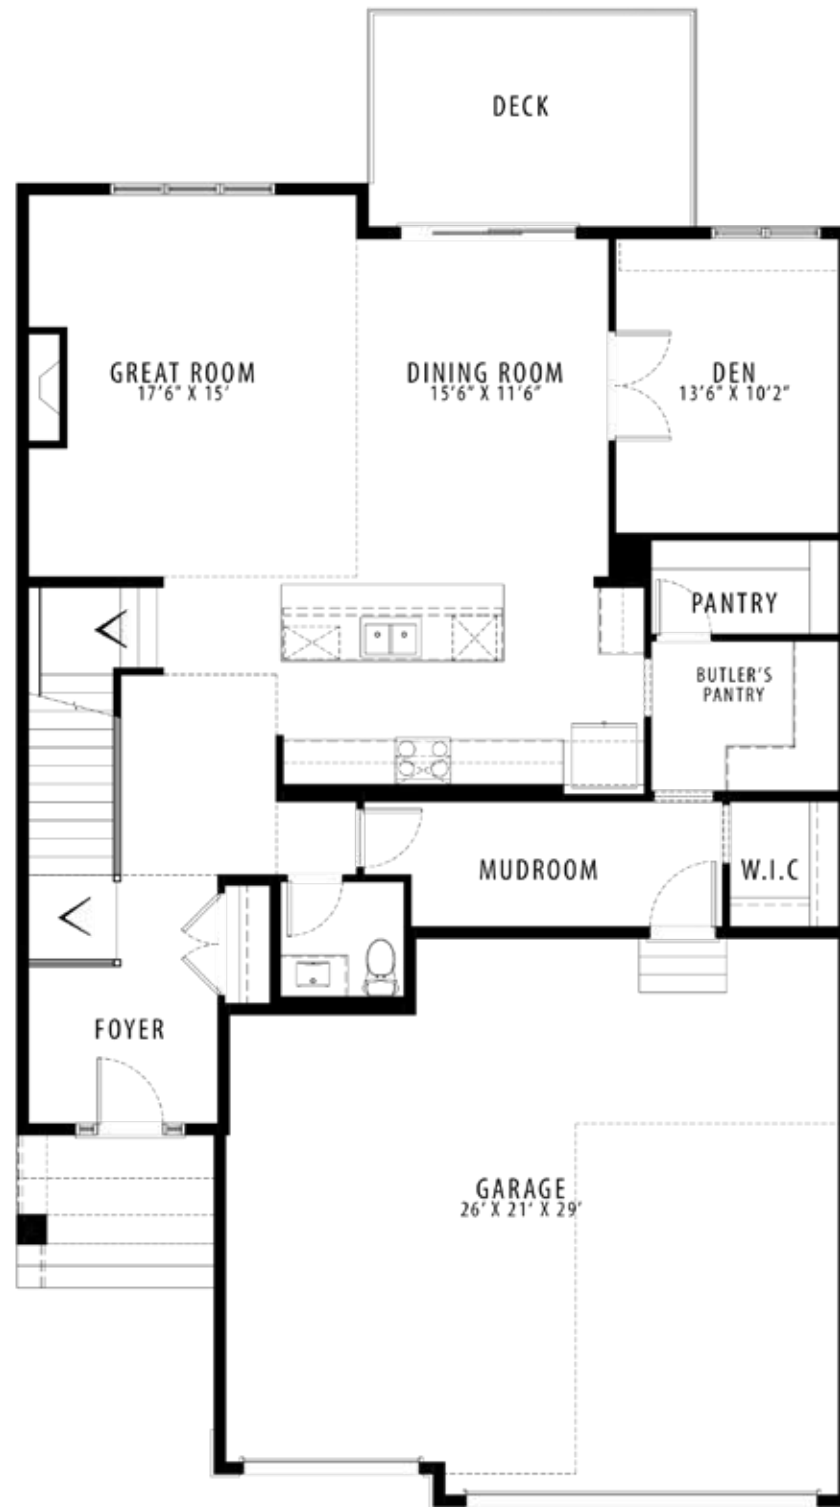 DECK
GREAT ROOM
17'6" X 15'
DINING ROOM
15'6" X 11'6"
DEN
13'6" X 10'2"
PANTRY
BUTLER'S
PANTRY
MUDROOM
W.I.C
FOYER
GARAGE
26' X 21' X 29'